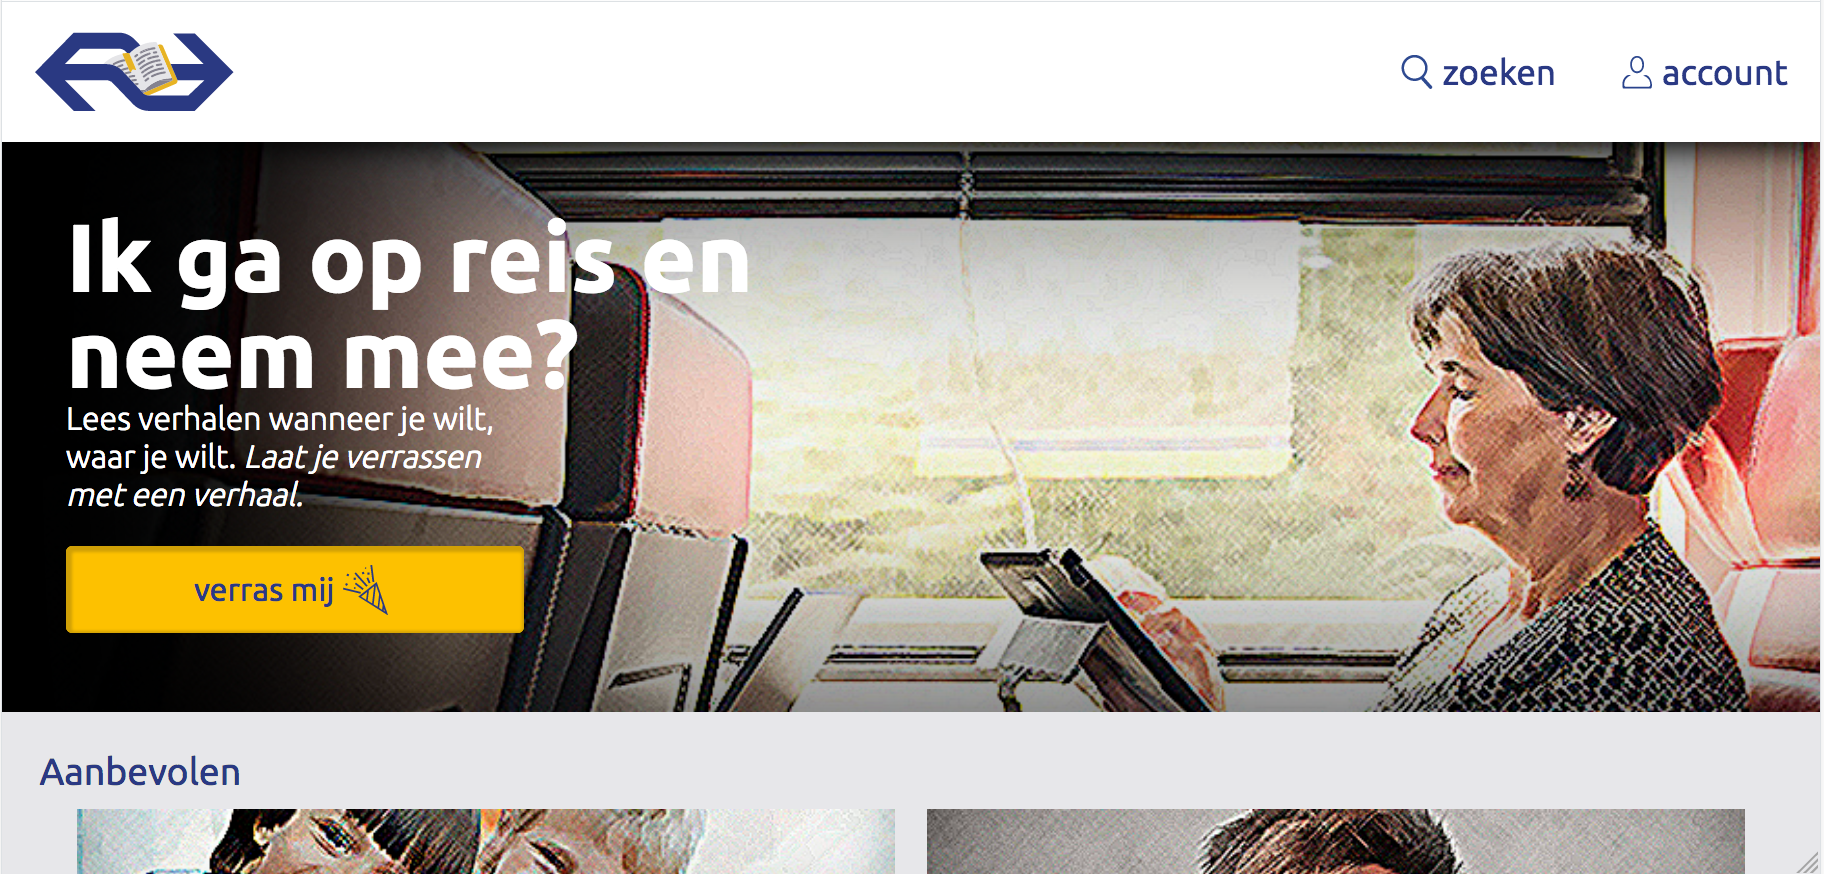 zoeken
account
Ik ga op reis en
neem mee?
Lees verhalen wanneer je wilt,
waar je wilt. Laat je verrassen
met een verhaal.
verras mij
Aanbevolen